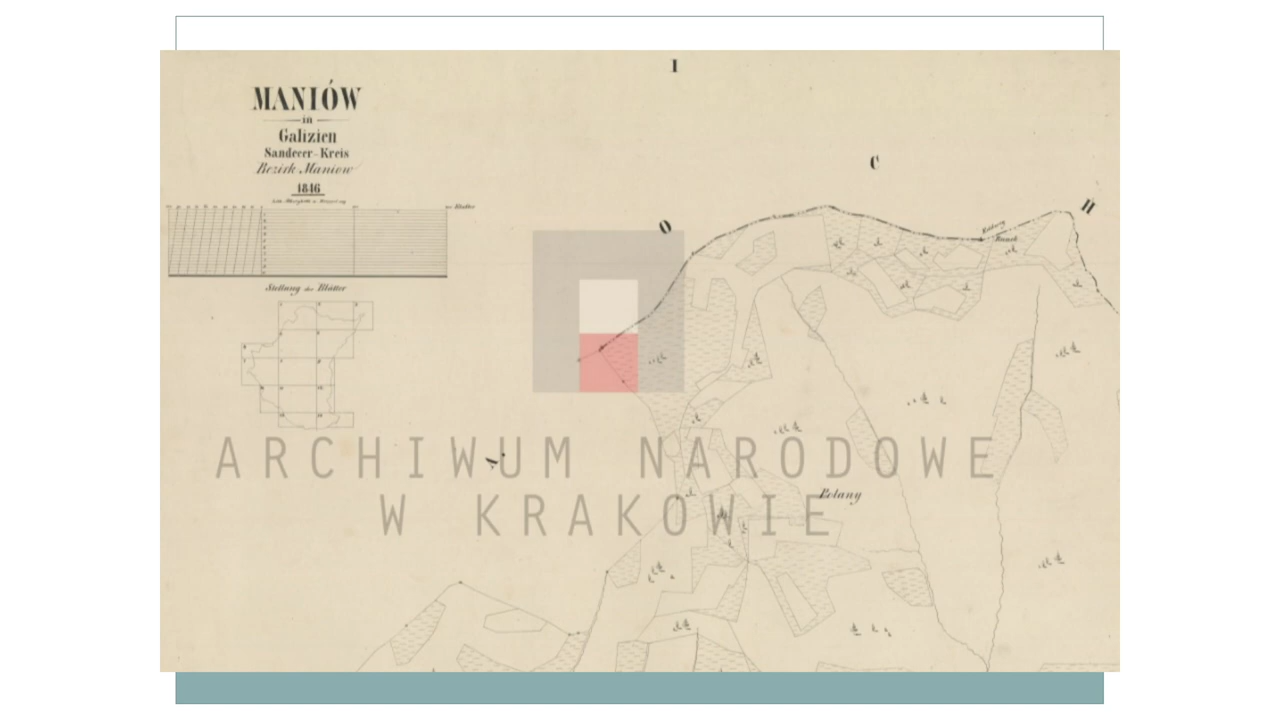 MANIÓW
in
Galizien
Sandecer-Kreis
Bezirk Maniow
1846
Stellung der Blätter
I
C
H
O
A.
Polany
ARCHIWUM NARODOWE
W KRAKOWIE